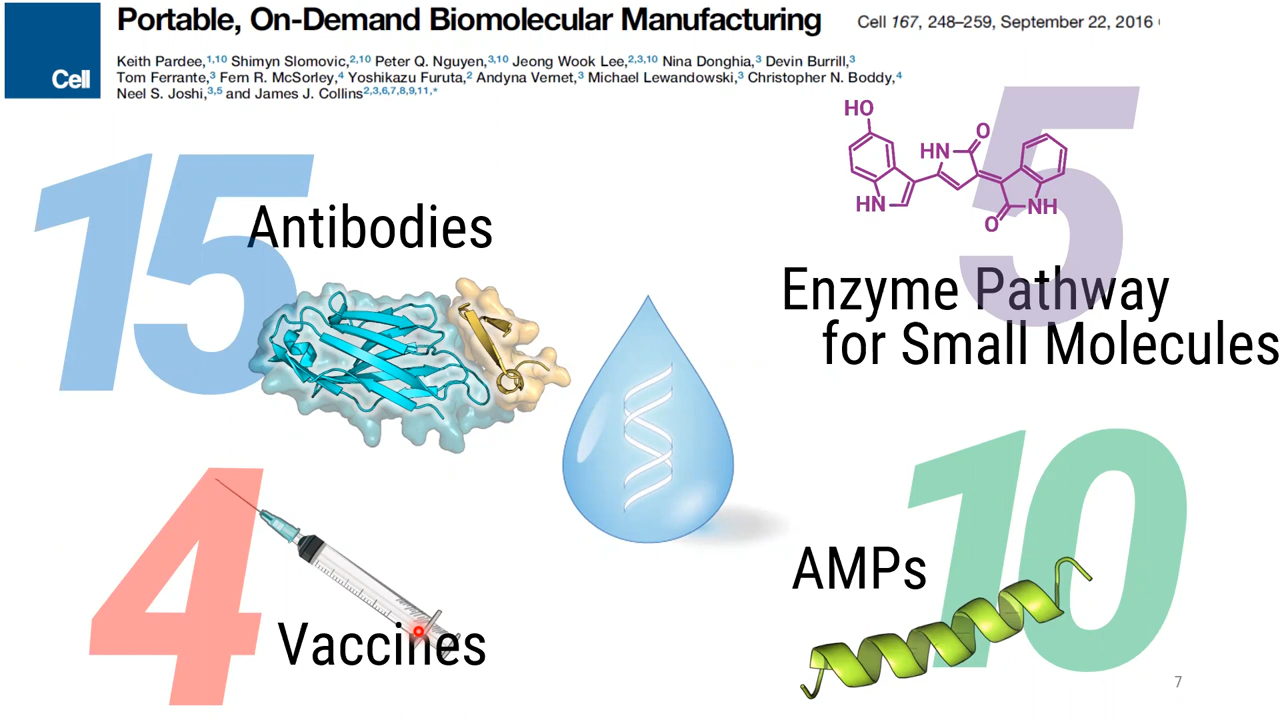 Portable, On-Demand Biomolecular Manufacturing
Cell 167, 248–259, September 22, 2016
Cell
Keith Pardee,1,10 Shimyn Slomovic,2,10 Peter Q. Nguyen,3,10 Jeong Wook Lee,2,3,10 Nina Donghia,3 Devin Burrill,3
Tom Ferrante,3 Fern R. McSorley,4 Yoshikazu Furuta,2 Andyna Vernet,3 Michael Lewandowski,3 Christopher N. Boddy,4
Neel S. Joshi,3,5 and James J. Collins2,3,6,7,8,9,11,*
15
Antibodies
5
HO
HN
O
HN
O
NH
Enzyme Pathway
for Small Molecules
4
Vaccines
10
AMPs
7